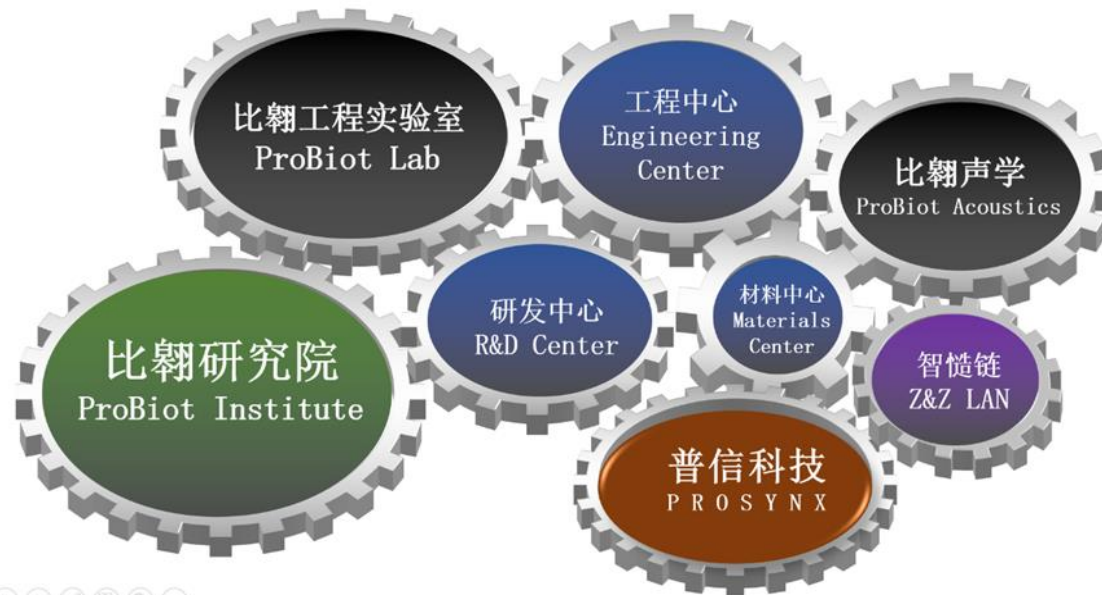 比翱工程实验室
ProBiot Lab
工程中心
Engineering
Center
比翱声学
ProBiot Acoustics
比翱研究院
ProBiot Institute
研发中心
R&D Center
材料中心
Materials
Center
智慥链
Z&Z LAN
普信科技
PROSYNX